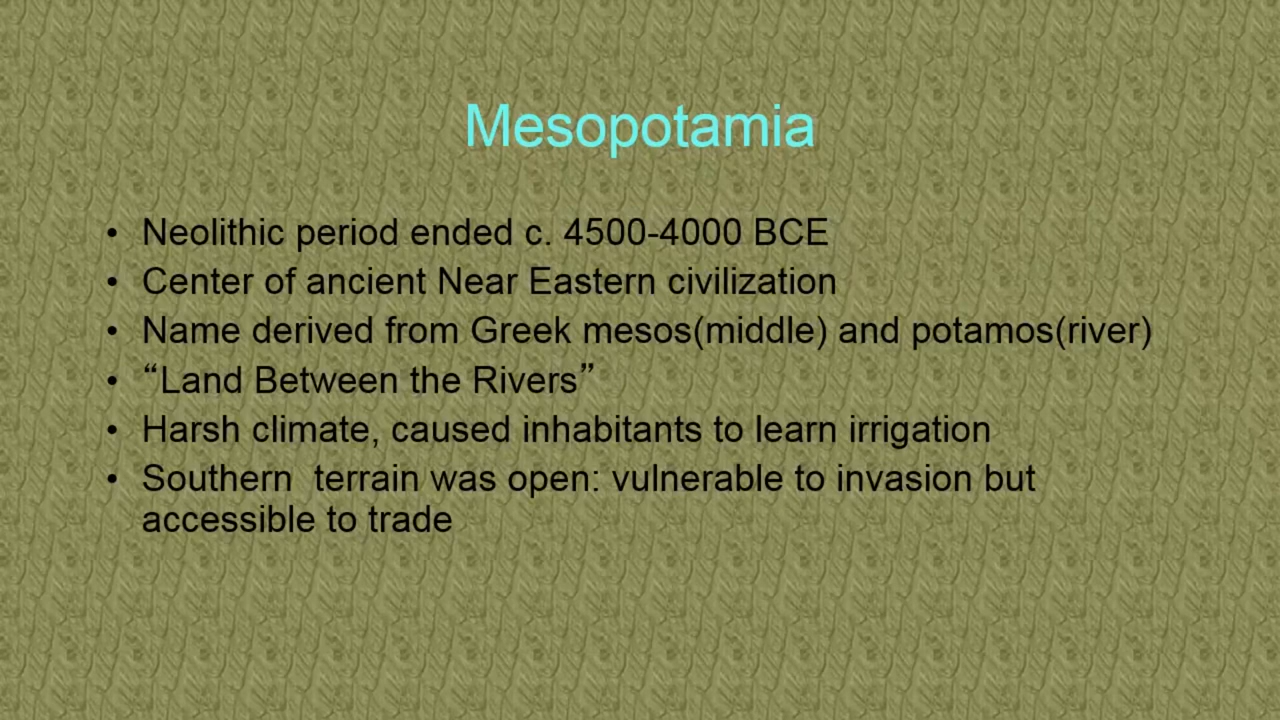 Mesopotamia
• Neolithic period ended c. 4500-4000 BCE
• Center of ancient Near Eastern civilization
• Name derived from Greek mesos(middle) and potamos(river)
• “Land Between the Rivers”
• Harsh climate, caused inhabitants to learn irrigation
• Southern  terrain was open: vulnerable to invasion but
accessible to trade